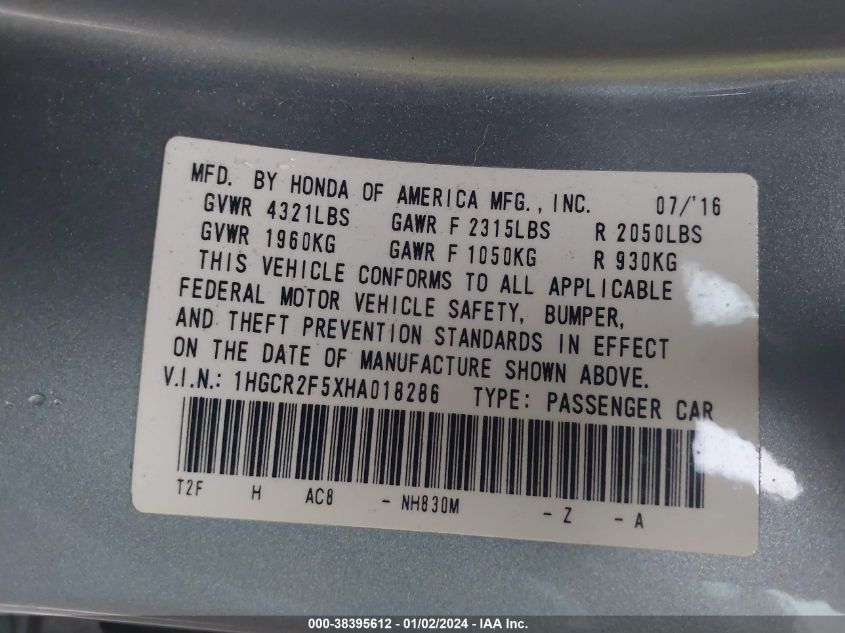 MFD. BY HONDA OF AMERICA MFG., INC. 07/'16
GVWR 4321LBS GAWR F 2315LBS R 2050LBS
GVWR 1960KG GAWR F 1050KG R 930KG
THIS VEHICLE CONFORMS TO ALL APPLICABLE
FEDERAL MOTOR VEHICLE SAFETY, BUMPER,
AND THEFT PREVENTION STANDARDS IN EFFECT
ON THE DATE OF MANUFACTURE SHOWN ABOVE.
V.I.N.: 1HGCR2F5XHA018286 TYPE: PASSENGER CAR
T2F H AC8 - NH830M - Z - A
000-38395612 - 01/02/2024 - IAA Inc.